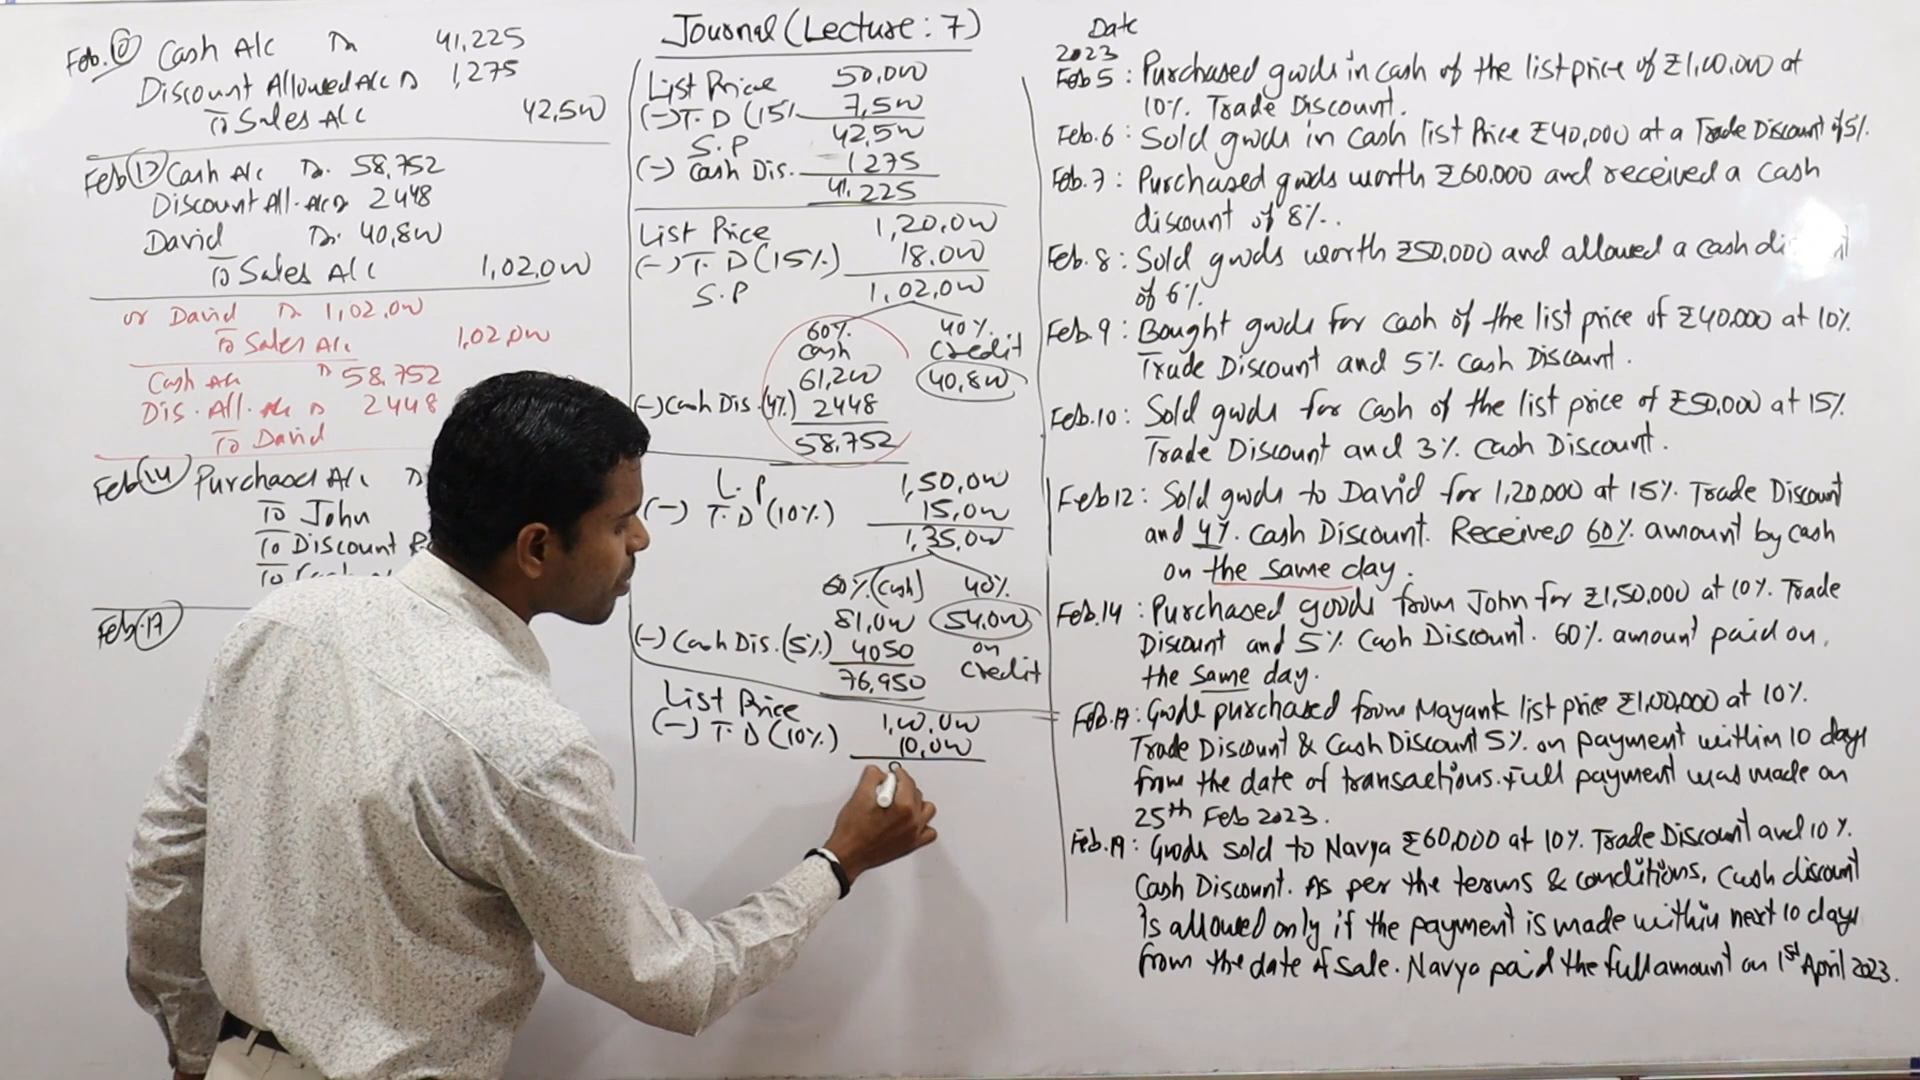 Journal (Lecture: 7)
Feb. 10 Cash A/c Dr 41,225
Discount Allowed A/c Dr 1,275
To Sales A/c 42,500
Feb 12 Cash A/c Dr. 58,752
Discount All. A/c Dr 2448
David Dr. 40,800
To Sales A/c 1,02,000
or David Dr 1,02,000
To Sales A/c 1,02,000
Cash A/c Dr 58,752
Dis. All. A/c Dr 2448
To David
Feb 14 Purchases A/c D
To John
To Discount R
To
Feb. 17
List Price 50,000
(-) T.D (15% 7,500
S.P 42,500
(-) Cash Dis. 1275
41,225
List Price 1,20,000
(-) T.D (15%) 18,000
S.P 1,02,000
60% 40%
Cash Credit
61,200 40,800
(-) Cash Dis. (4%) 2448
58,752
L.P 1,50,000
(-) T.D (10%) 15,000
1,35,000
60% (Cash) 40%
81,000 54,000
(-) Cash Dis. (5%) 4050 on
76,950 Credit
List Price 1,00,000
(-) T.D (10%) 10,000
Date
2023
Feb 5 : Purchased goods in cash of the list price of ₹1,00,000 at
10% Trade Discount.
Feb. 6 : Sold goods in cash list Price ₹40,000 at a Trade Discount of 5%.
Feb. 7 : Purchased goods worth ₹60,000 and received a cash
discount of 8%.
Feb. 8 : Sold goods worth ₹50,000 and allowed a cash di t
of 6%.
Feb. 9 : Bought goods for cash of the list price of ₹40,000 at 10%
Trade Discount and 5% Cash Discount.
Feb. 10 : Sold goods for cash of the list price of ₹50,000 at 15%
Trade Discount and 3% Cash Discount.
Feb 12 : Sold goods to David for 1,20,000 at 15% Trade Discount
and 4% Cash Discount. Received 60% amount by cash
on the same day.
Feb. 14 : Purchased goods from John for ₹1,50,000 at 10% Trade
Discount and 5% Cash Discount. 60% amount paid on
the same day.
Feb. 17 : Goods purchased from Mayank list price ₹1,00,000 at 10%
Trade Discount & Cash Discount 5% on payment within 10 days
from the date of transactions. Full payment was made on
25th Feb 2023.
Feb. 19 : Goods sold to Navya ₹60,000 at 10% Trade Discount and 10%
Cash Discount. As per the terms & conditions, Cash discount
is allowed only if the payment is made within next 10 days
from the date of sale. Navya paid the full amount on 1st April 2023.